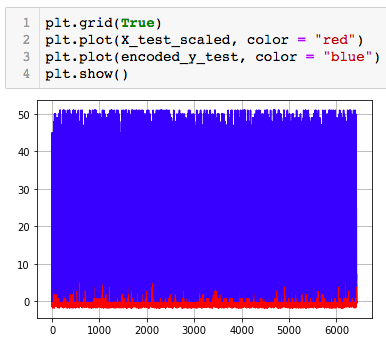 1 plt.grid(True)
2 plt.plot(X_test_scaled, color = "red")
3 plt.plot(encoded_y_test, color = "blue")
4 plt.show()
50
40
30
20
10
0
0 1000 2000 3000 4000 5000 6000